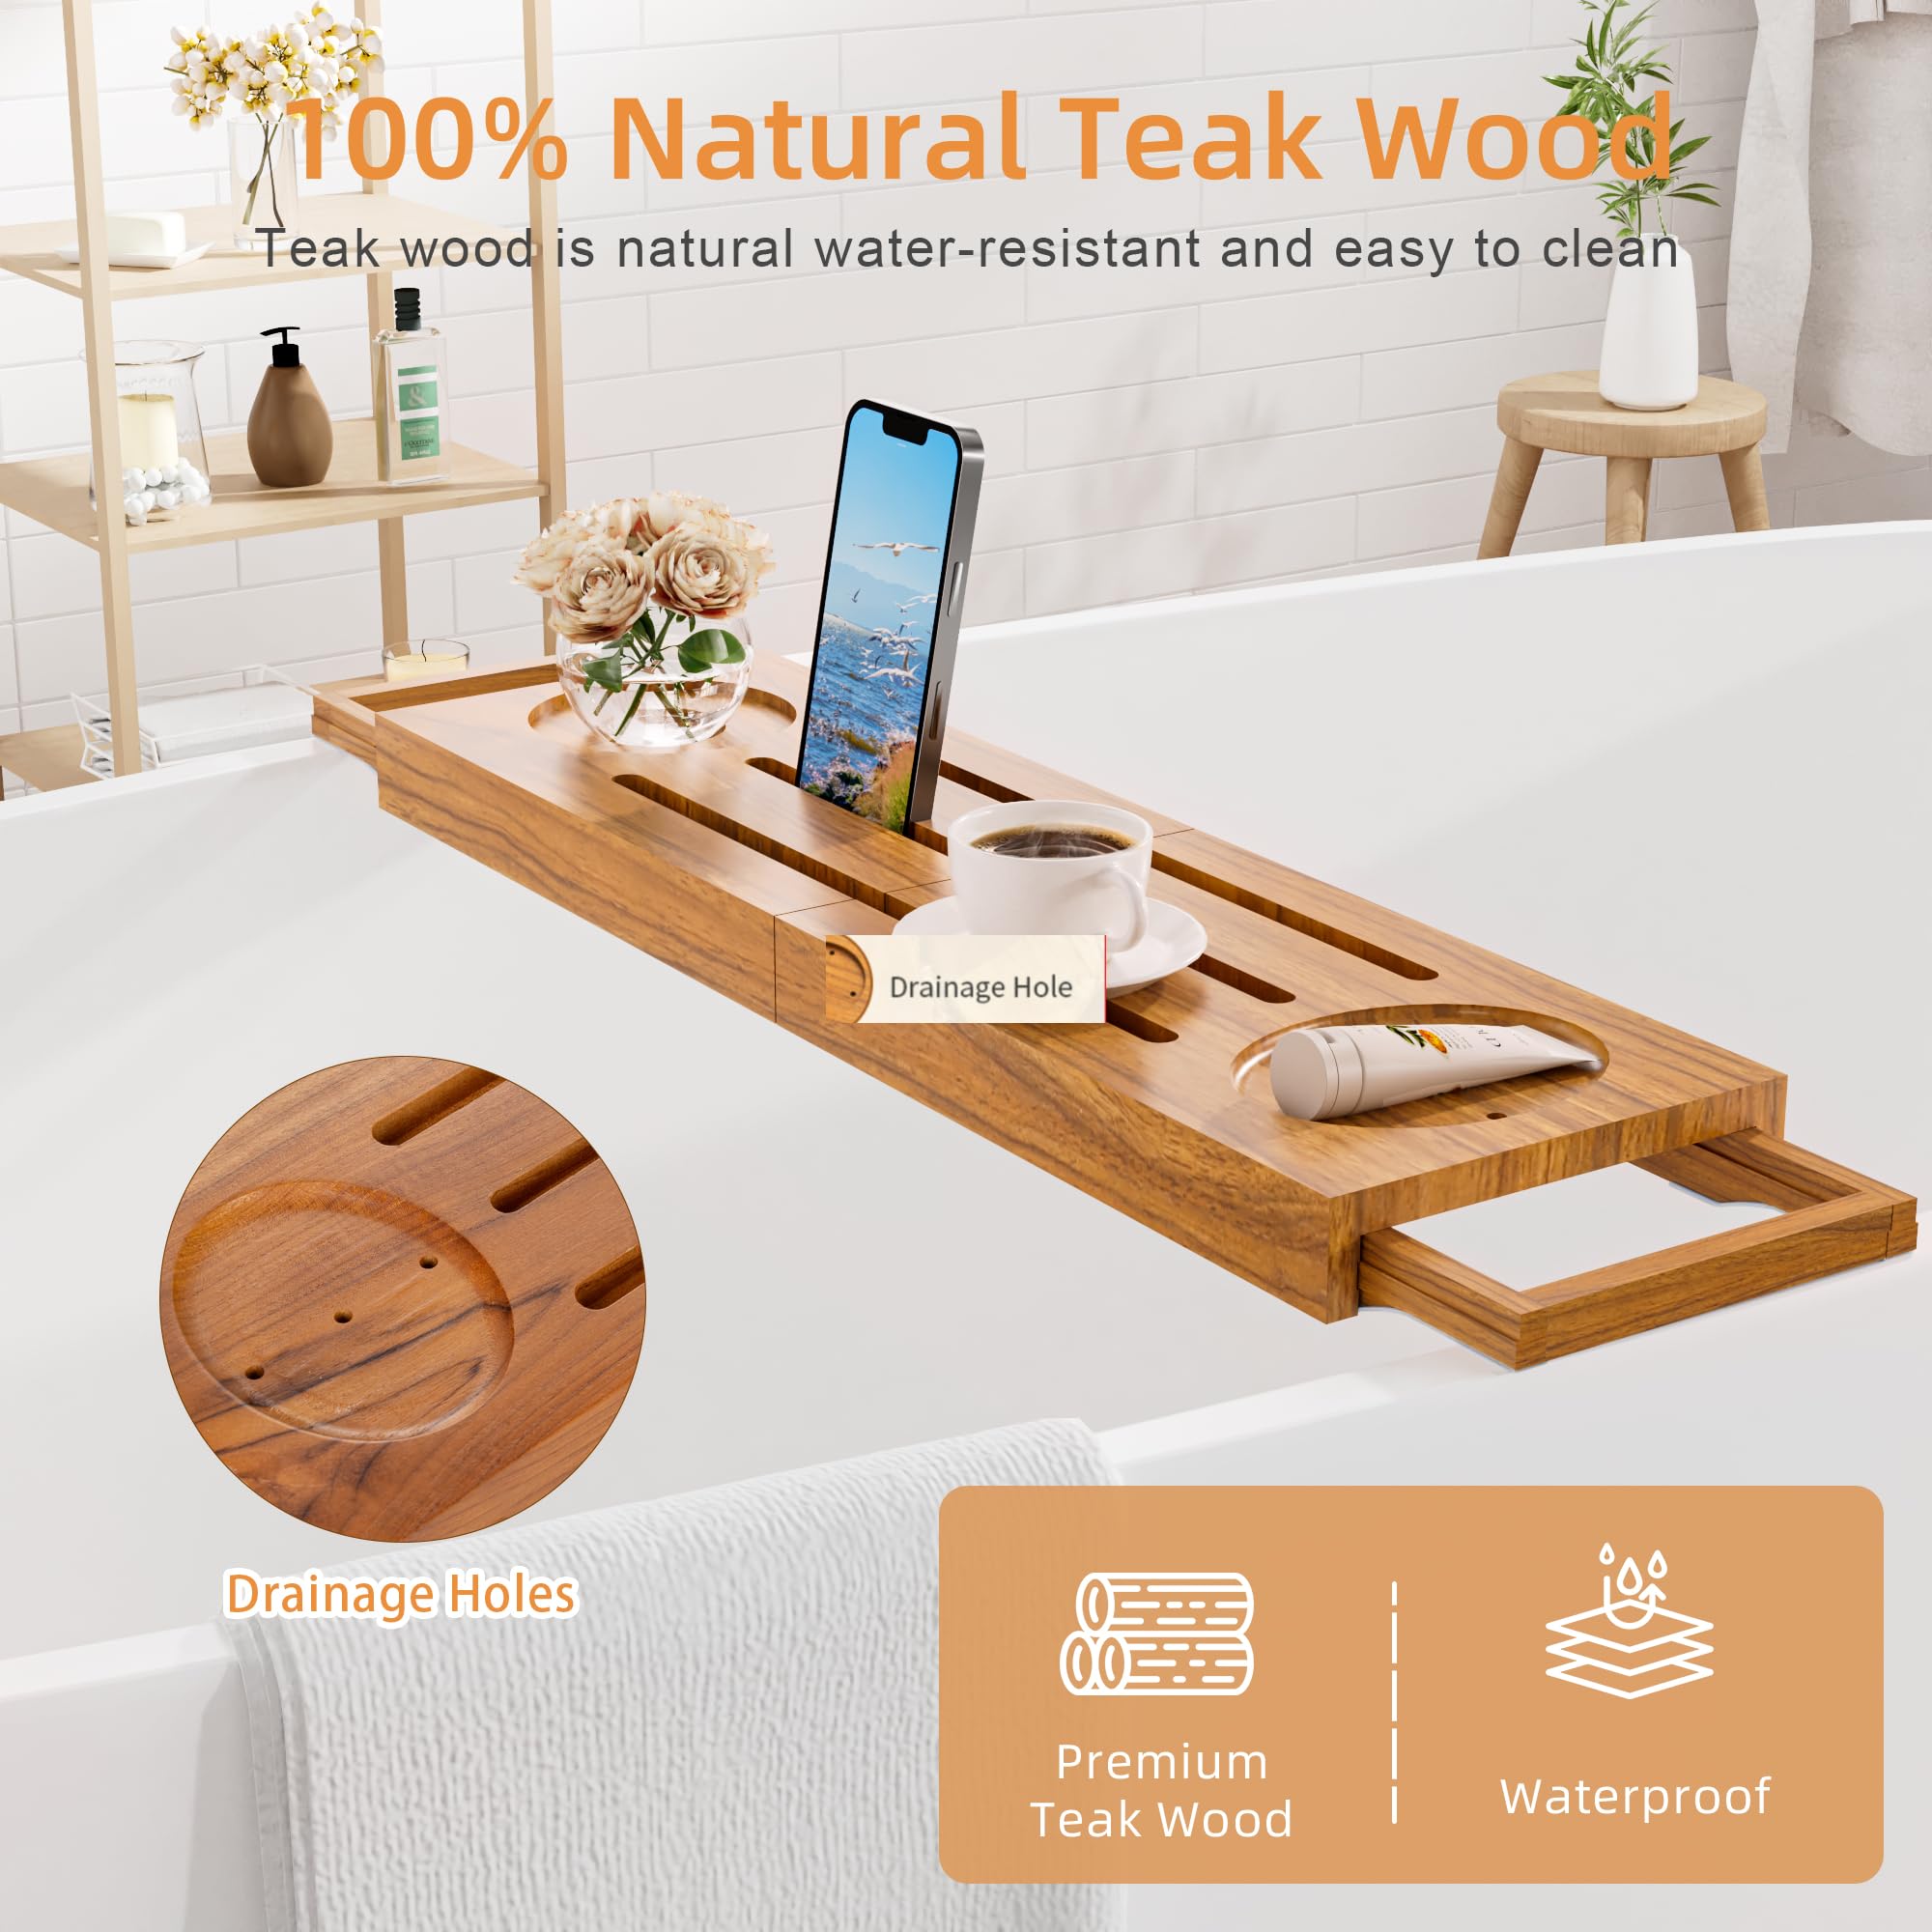 100% Natural Teak Wood
Teak wood is natural water-resistant and easy to clean
&
Drainage Hole
Drainage Holes
Premium
Teak Wood
Waterproof